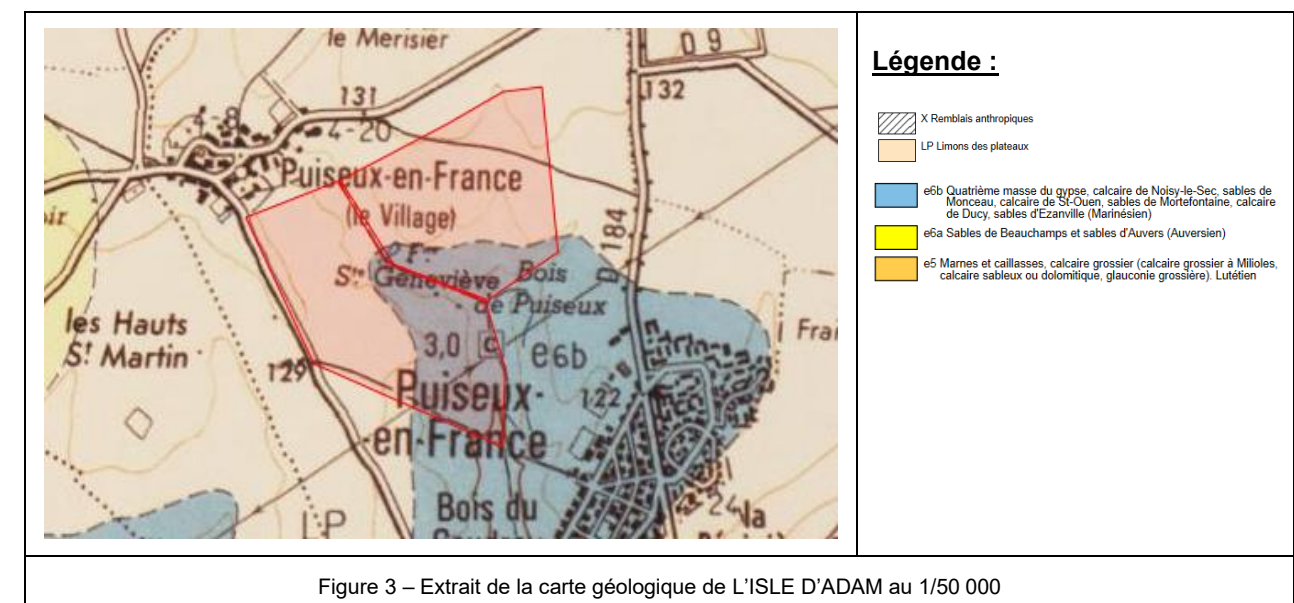 le Merisier
D 9
131
132
4-8
4-20
Puiseux-en-France
(le Village)
Fme
Ste Geneviève
Bois
de Puiseux
D 184
les Hauts
St Martin
129
3,0
C
e6b
122
Puiseux-
-en-France
Bois du
LP
24
la
Légende :
X Remblais anthropiques
LP Limons des plateaux
e6b Quatrième masse du gypse, calcaire de Noisy-le-Sec, sables de
Monceau, calcaire de St-Ouen, sables de Mortefontaine, calcaire
de Ducy, sables d'Ezanville (Marinésien)
e6a Sables de Beauchamps et sables d'Auvers (Auversien)
e5 Marnes et caillasses, calcaire grossier (calcaire grossier à Milioles,
calcaire sableux ou dolomitique, glauconie grossière). Lutétien
Figure 3 – Extrait de la carte géologique de L'ISLE D'ADAM au 1/50 000